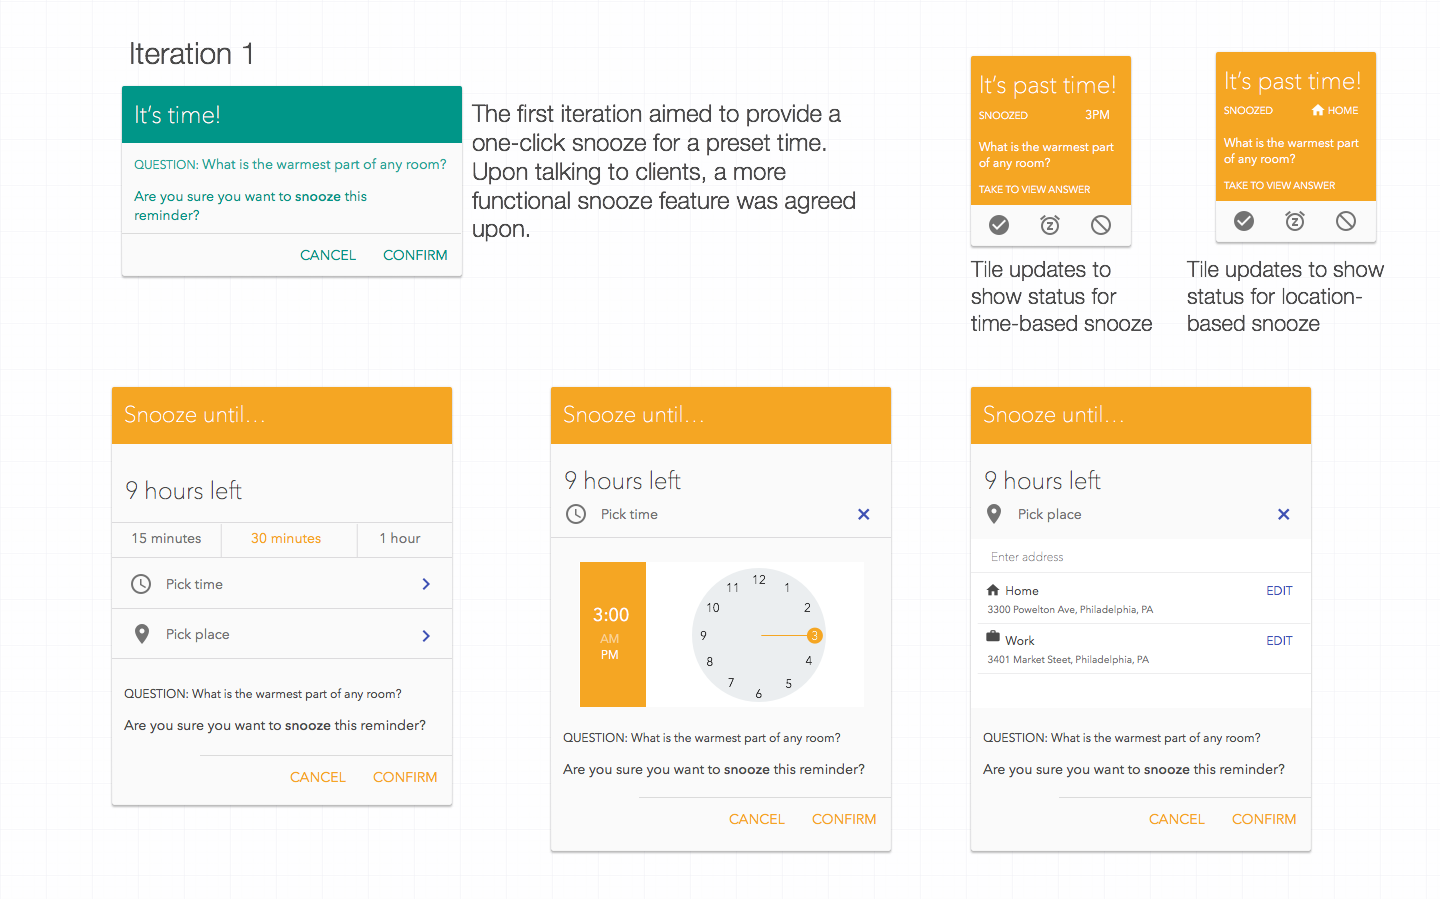 Iteration 1
It's time!
QUESTION: What is the warmest part of any room?
Are you sure you want to snooze this
reminder?
CANCEL CONFIRM
The first iteration aimed to provide a
one-click snooze for a preset time.
Upon talking to clients, a more
functional snooze feature was agreed
upon.
It's past time!
SNOOZED 3PM
What is the warmest part
of any room?
TAKE TO VIEW ANSWER
Tile updates to
show status for
time-based snooze
It's past time!
SNOOZED HOME
What is the warmest part
of any room?
TAKE TO VIEW ANSWER
Tile updates to show
status for location-
based snooze
Snooze until...
9 hours left
15 minutes 30 minutes 1 hour
Pick time
Pick place
QUESTION: What is the warmest part of any room?
Are you sure you want to snooze this reminder?
CANCEL CONFIRM
Snooze until...
9 hours left
Pick time
3:00
AM
PM
12
1
2
3
4
5
6
7
8
9
10
11
QUESTION: What is the warmest part of any room?
Are you sure you want to snooze this reminder?
CANCEL CONFIRM
Snooze until...
9 hours left
Pick place
Enter address
Home EDIT
3300 Powelton Ave, Philadelphia, PA
Work EDIT
3401 Market Steet, Philadelphia, PA
QUESTION: What is the warmest part of any room?
Are you sure you want to snooze this reminder?
CANCEL CONFIRM